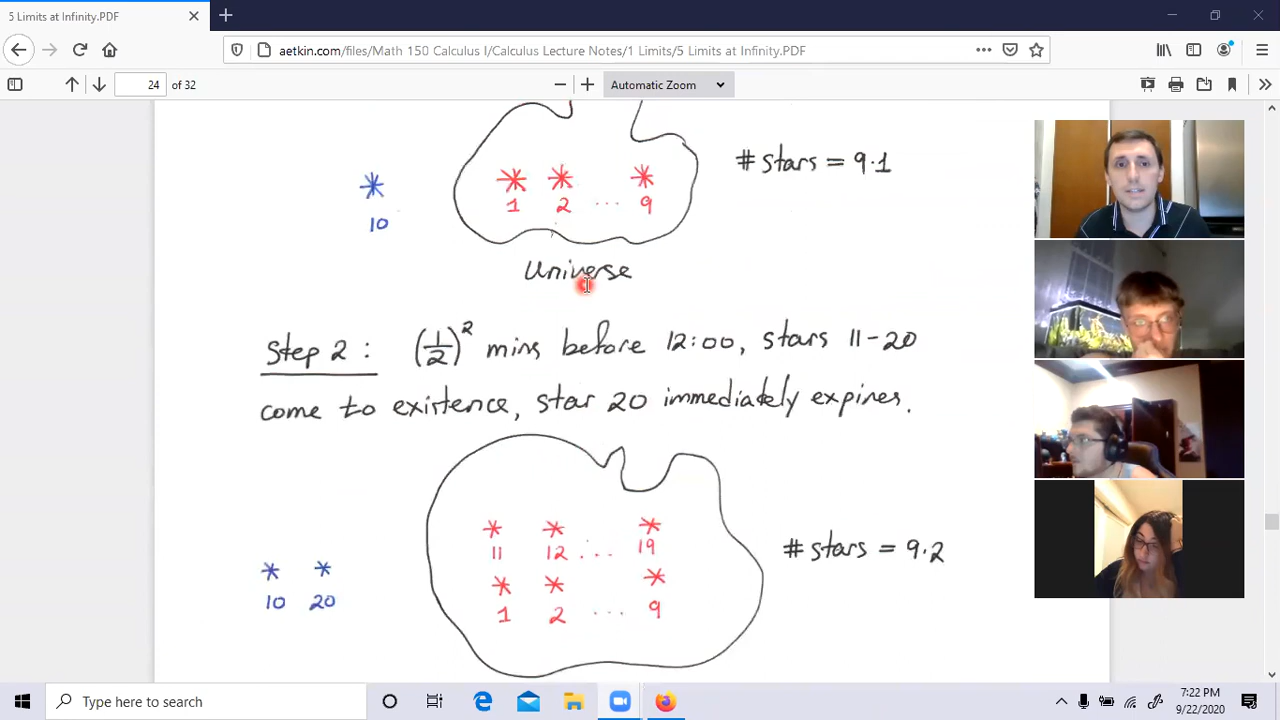 5 Limits at Infinity.PDF
aetkin.com/files/Math 150 Calculus I/Calculus Lecture Notes/1 Limits/5 Limits at Infinity.PDF
24 of 32
Automatic Zoom
# stars = 9·1
10
1 2 ... 9
Universe
Step 2 : (1/2)^2 mins before 12:00, stars 11-20
come to existence, star 20 immediately expires.
11 12 ... 19
# stars = 9·2
10 20
1 2 ... 9
Type here to search
7:22 PM
9/22/2020